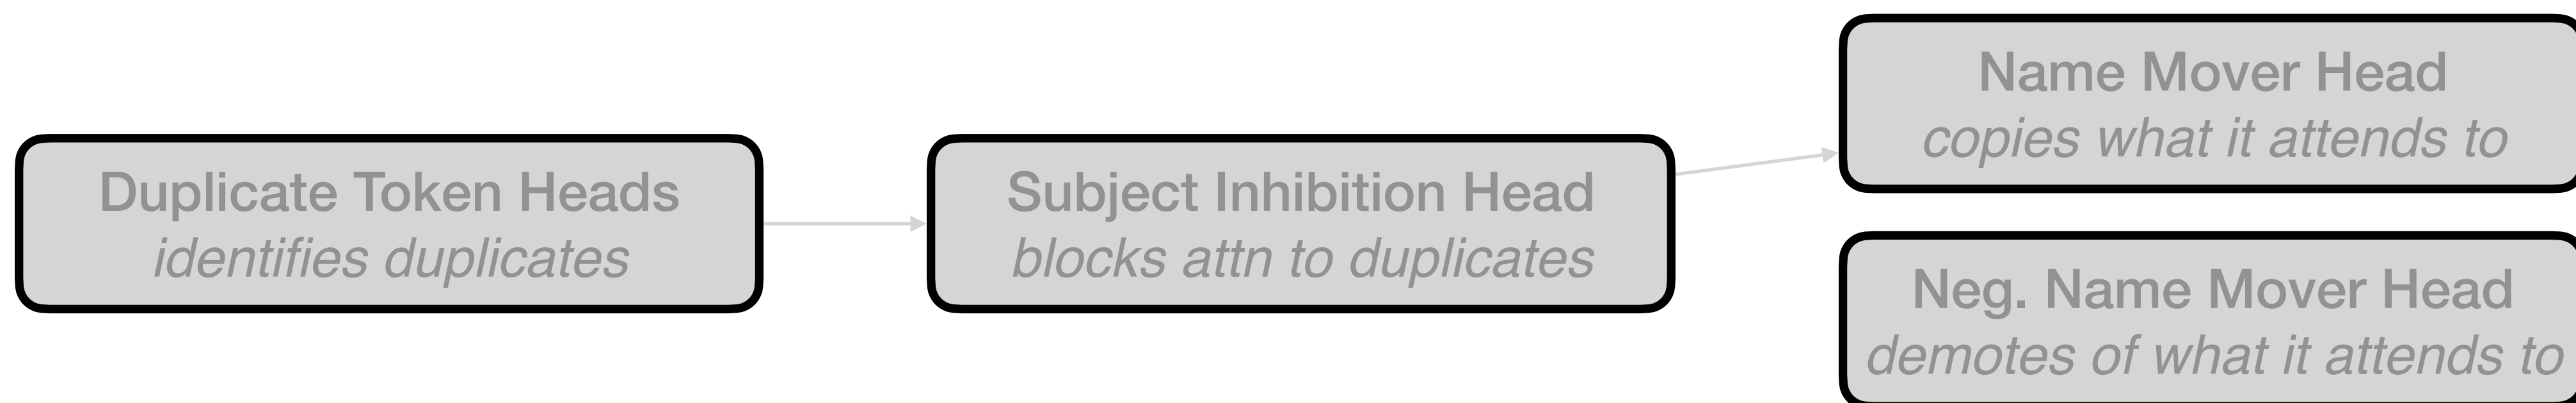 Duplicate Token Heads
identifies duplicates
Subject Inhibition Head
blocks attn to duplicates
Name Mover Head
copies what it attends to
Neg. Name Mover Head
demotes of what it attends to